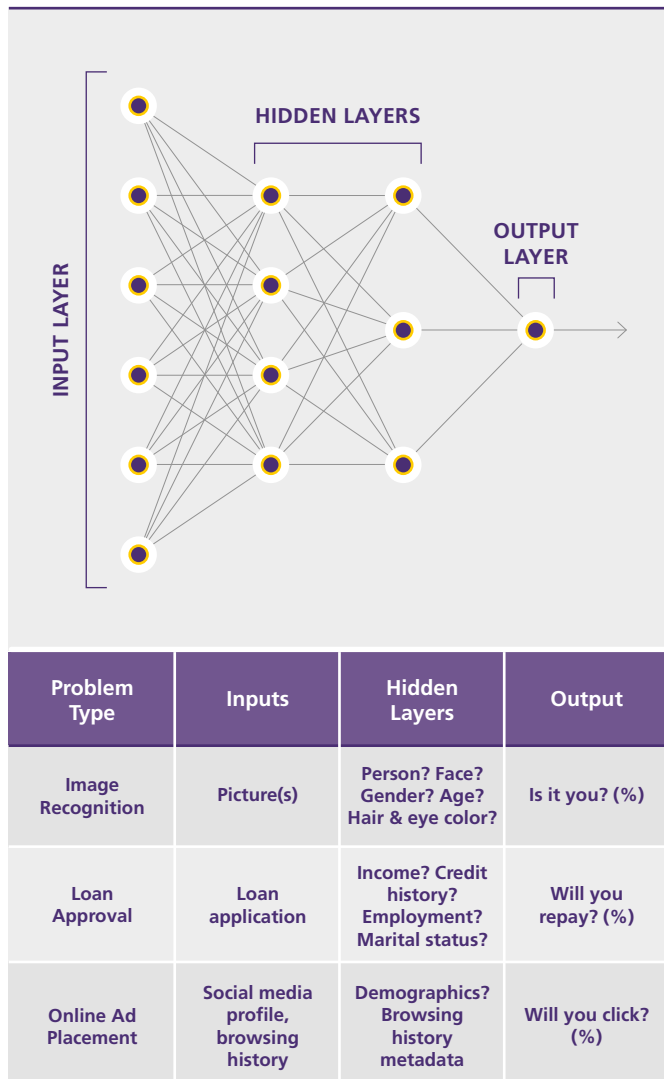 HIDDEN LAYERS
OUTPUT
LAYER
INPUT LAYER
Problem
Type
Inputs
Hidden
Layers
Output
Image
Recognition
Picture(s)
Person? Face?
Gender? Age?
Hair & eye color?
Is it you? (%)
Loan
Approval
Loan
application
Income? Credit
history?
Employment?
Marital status?
Will you
repay? (%)
Online Ad
Placement
Social media
profile,
browsing
history
Demographics?
Browsing
history
metadata
Will you click?
(%)